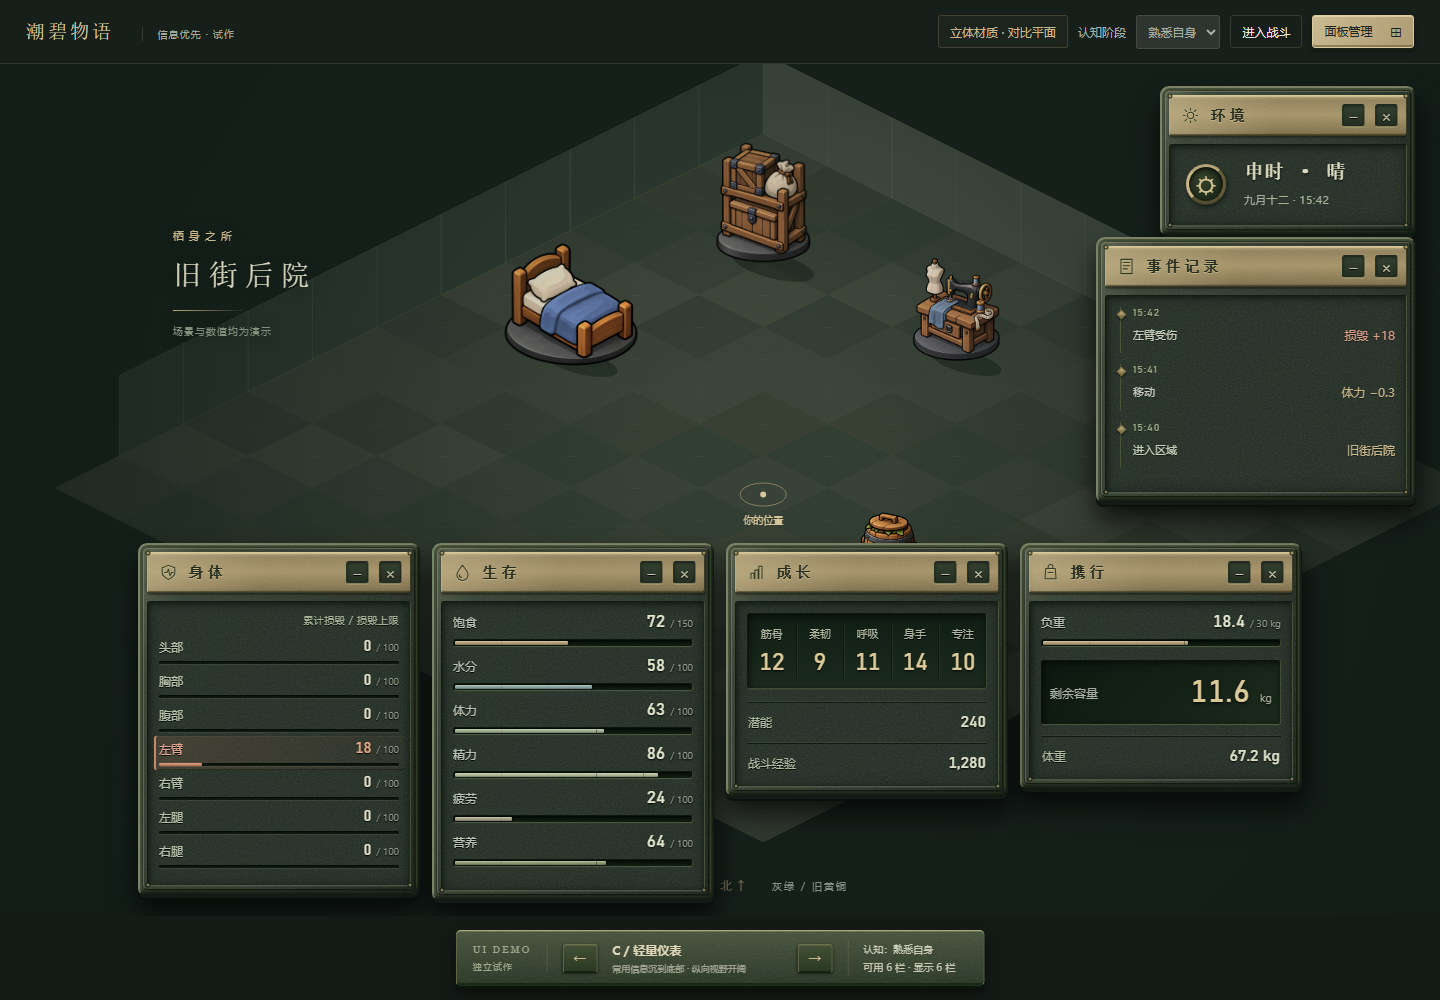 潮碧物语
信息优先 · 试作
立体材质 · 对比平面
认知阶段
熟悉自身
进入战斗
面板管理
环境
申时 · 晴
九月十二 · 15:42
事件记录
15:42
左臂受伤 损毁 +18
15:41
移动 体力 −0.3
15:40
进入区域 旧街后院
栖身之所
旧街后院
场景与数值均为演示
你的位置
身体
累计损毁 / 损毁上限
头部 0 / 100
胸部 0 / 100
腹部 0 / 100
左臂 18 / 100
右臂 0 / 100
左腿 0 / 100
右腿 0 / 100
生存
饱食 72 / 150
水分 58 / 100
体力 63 / 100
精力 86 / 100
疲劳 24 / 100
营养 64 / 100
成长
筋骨 柔韧 呼吸 身手 专注
12 9 11 14 10
潜能 240
战斗经验 1,280
携行
负重 18.4 / 30 kg
剩余容量 11.6 kg
体重 67.2 kg
北 ↑
灰绿 / 旧黄铜
UI DEMO
独立试作
←
C / 轻量仪表
常用信息沉到底部 · 纵向视野开阔
→
认知：熟悉自身
可用 6 栏 · 显示 6 栏